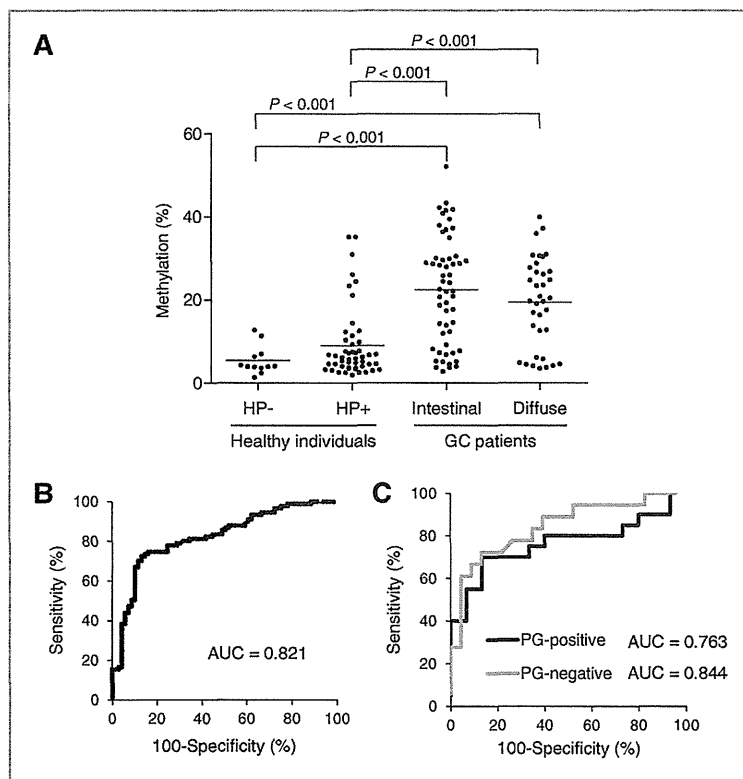 A
P < 0.001
P < 0.001
P < 0.001
P < 0.001
Methylation (%)
60
40
20
0
HP- HP+ Intestinal Diffuse
Healthy individuals GC patients
B
Sensitivity (%)
100
80
60
40
20
0
AUC = 0.821
0 20 40 60 80 100
100-Specificity (%)
C
Sensitivity (%)
100
80
60
40
20
0
PG-positive AUC = 0.763
PG-negative AUC = 0.844
0 20 40 60 80 100
100-Specificity (%)